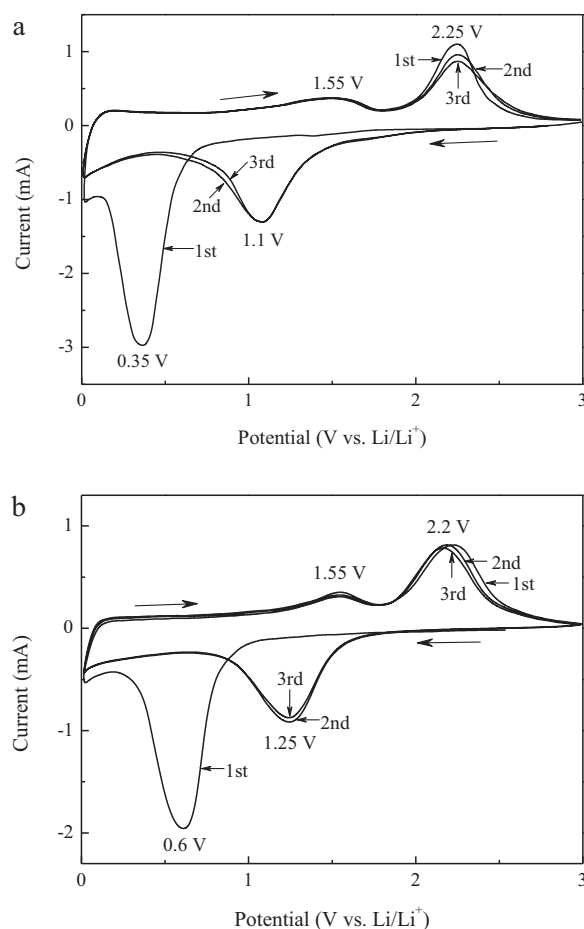 a
2.25 V
1st
2nd
3rd
1.55 V
1
0
-1
-2
-3
Current (mA)
3rd
2nd
1.1 V
1st
0.35 V
0 1 2 3
Potential (V vs. Li/Li⁺)
b
2.2 V
2nd
1st
3rd
1.55 V
1
0
-1
-2
Current (mA)
3rd
2nd
1.25 V
1st
0.6 V
0 1 2 3
Potential (V vs. Li/Li⁺)